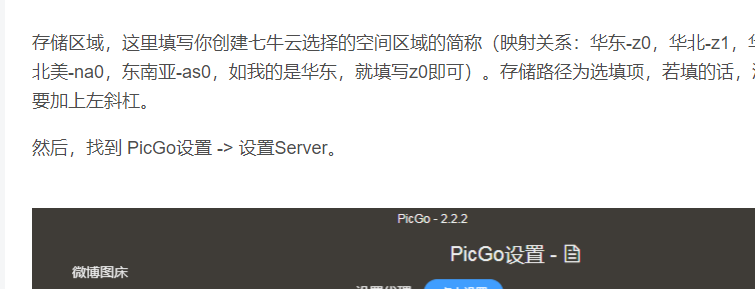 存储区域，这里填写你创建七牛云选择的空间区域的简称（映射关系：华东-z0，华北-z1，
北美-na0，东南亚-as0，如我的是华东，就填写z0即可）。存储路径为选填项，若填的话，
要加上左斜杠。
然后，找到 PicGo设置 -> 设置Server。
PicGo - 2.2.2
PicGo设置 -
微博图床